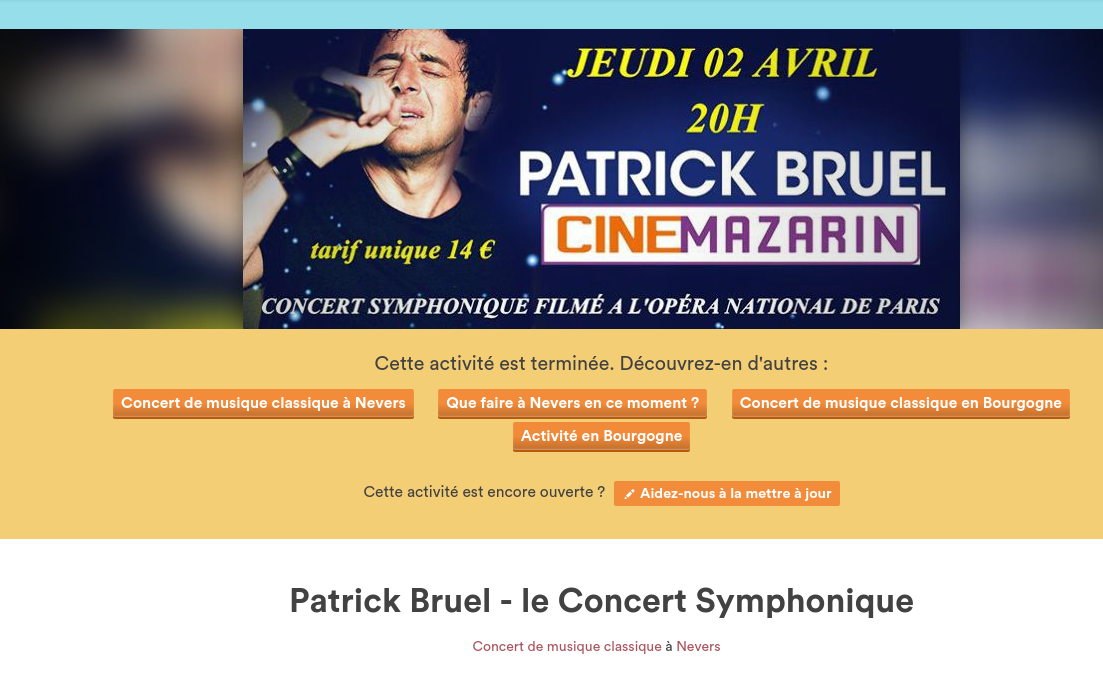 JEUDI 02 AVRIL
20H
PATRICK BRUEL
CINEMAZARIN
tarif unique 14 €
CONCERT SYMPHONIQUE FILMÉ A L'OPÉRA NATIONAL DE PARIS
Cette activité est terminée. Découvrez-en d'autres :
Concert de musique classique à Nevers Que faire à Nevers en ce moment ? Concert de musique classique en Bourgogne
Activité en Bourgogne
Cette activité est encore ouverte ? Aidez-nous à la mettre à jour
Patrick Bruel - le Concert Symphonique
Concert de musique classique à Nevers